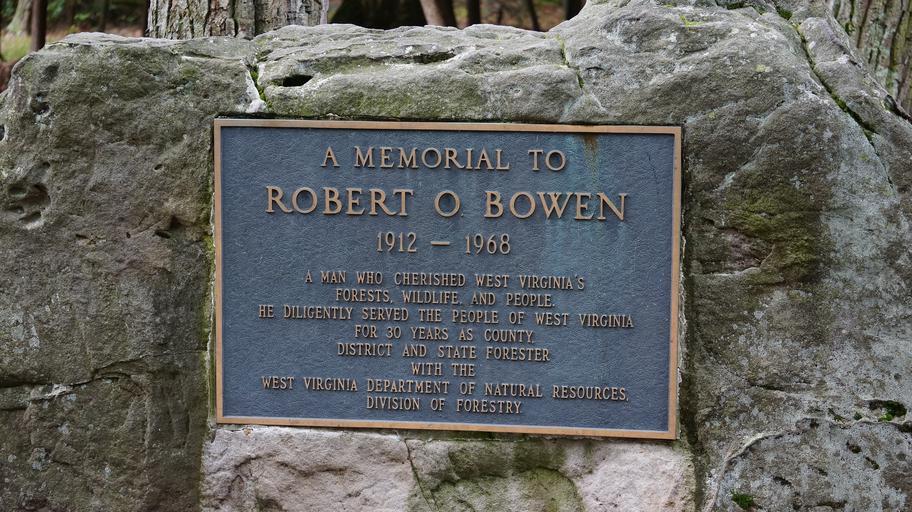 A MEMORIAL TO
ROBERT O. BOWEN
1912 — 1968
A MAN WHO CHERISHED WEST VIRGINIA'S
FORESTS, WILDLIFE, AND PEOPLE.
HE DILIGENTLY SERVED THE PEOPLE OF WEST VIRGINIA
FOR 30 YEARS AS COUNTY,
DISTRICT AND STATE FORESTER
WITH THE
WEST VIRGINIA DEPARTMENT OF NATURAL RESOURCES,
DIVISION OF FORESTRY.